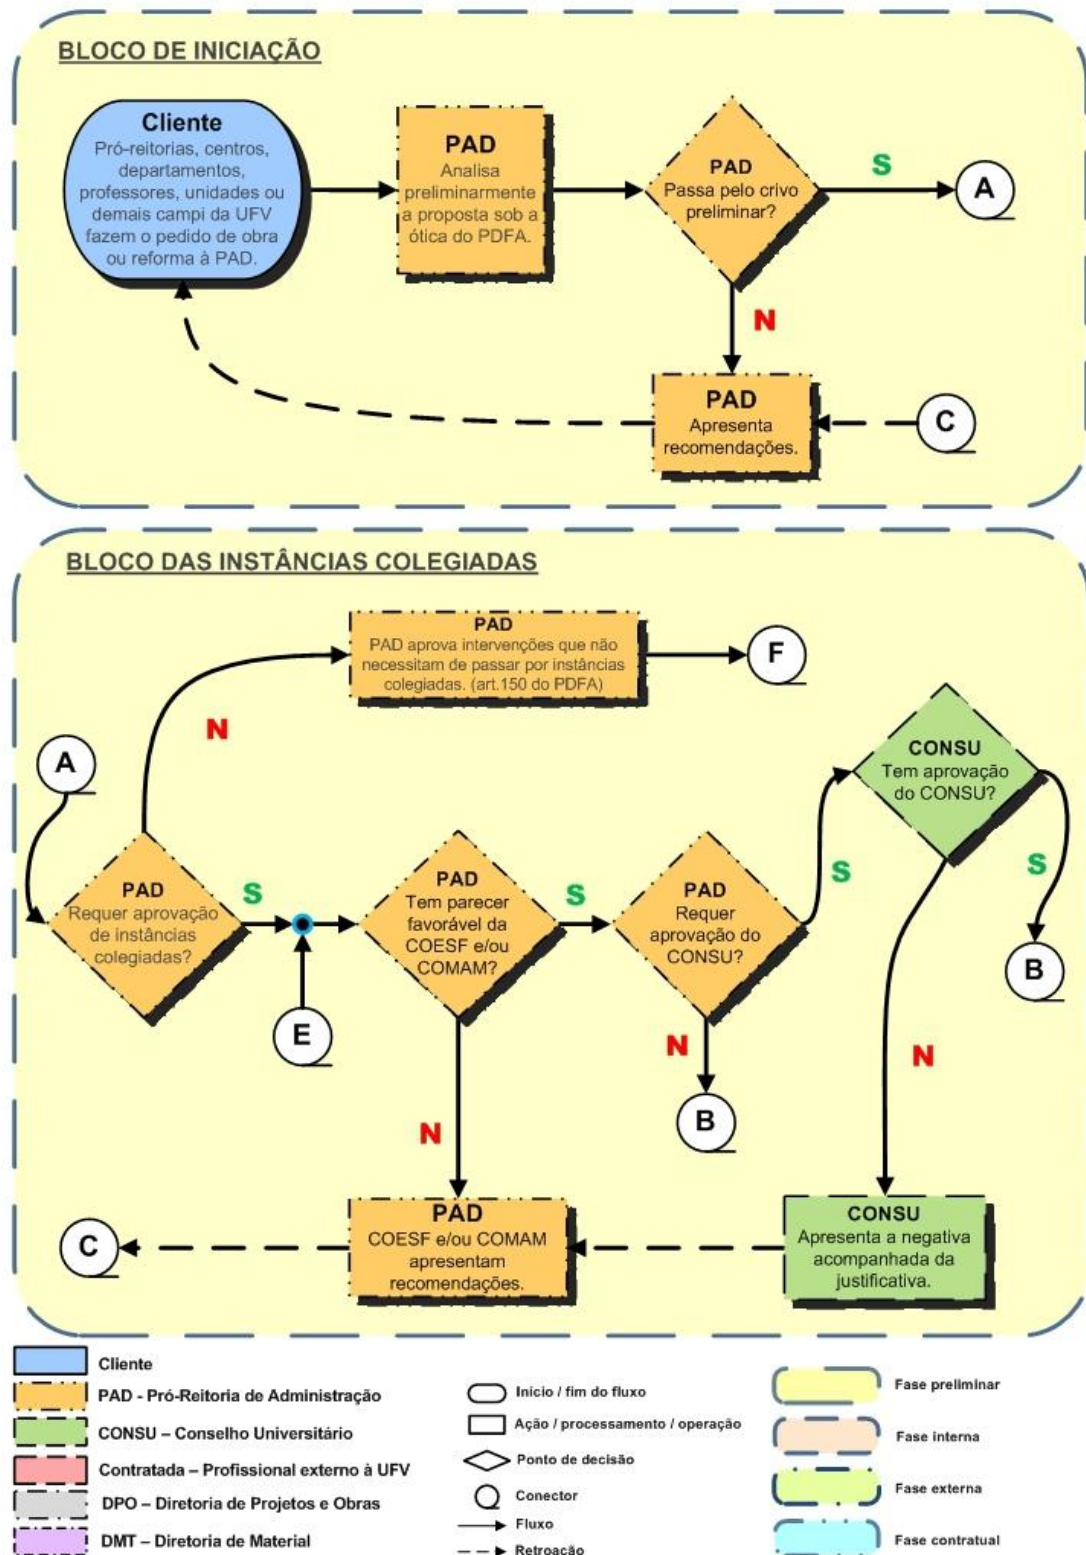 BLOCO DE INICIAÇÃO
Cliente
Pró-reitorias, centros,
departamentos,
professores, unidades ou
demais campi da UFV
fazem o pedido de obra
ou reforma à PAD.
PAD
Analisa
preliminarmente
a proposta sob a
ótica do PDFA.
PAD
Passa pelo crivo
preliminar?
S
A
N
PAD
Apresenta
recomendações.
C
BLOCO DAS INSTÂNCIAS COLEGIADAS
PAD
PAD aprova intervenções que não
necessitam de passar por instâncias
colegiadas. (art.150 do PDFA)
F
N
A
CONSU
Tem aprovação
do CONSU?
PAD
Requer aprovação
de instâncias
colegiadas?
S
PAD
Tem parecer
favorável da
COESF e/ou
COMAM?
S
PAD
Requer
aprovação do
CONSU?
S
S
B
E
N
B
N
N
PAD
COESF e/ou COMAM
apresentam
recomendações.
C
CONSU
Apresenta a negativa
acompanhada da
justificativa.
Cliente
PAD - Pró-Reitoria de Administração
CONSU – Conselho Universitário
Contratada – Profissional externo à UFV
DPO – Diretoria de Projetos e Obras
DMT – Diretoria de Material
Início / fim do fluxo
Ação / processamento / operação
Ponto de decisão
Conector
Fluxo
Retroação
Fase preliminar
Fase interna
Fase externa
Fase contratual